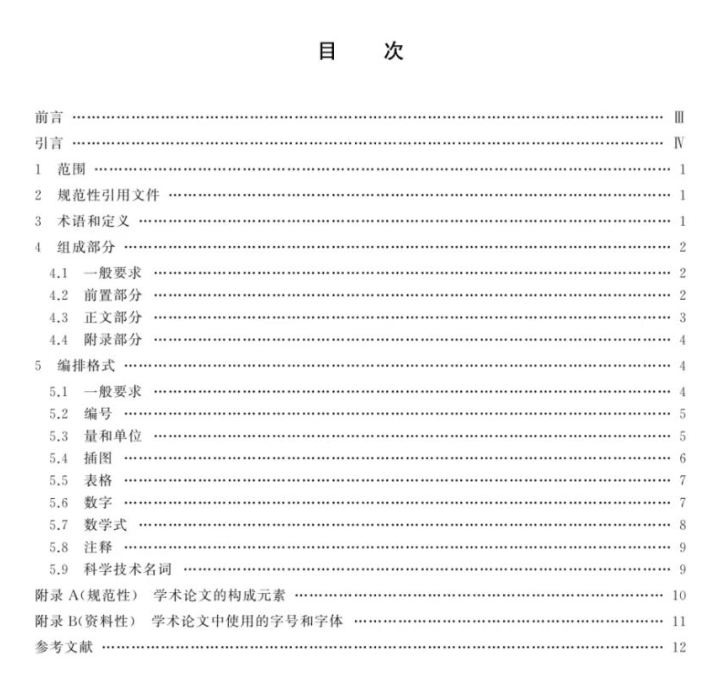 目 次
前言 …………………………………………………………………………………… Ⅲ
引言 …………………………………………………………………………………… Ⅳ
1 范围 …………………………………………………………………………………… 1
2 规范性引用文件 …………………………………………………………………………………… 1
3 术语和定义 …………………………………………………………………………………… 1
4 组成部分 …………………………………………………………………………………… 2
4.1 一般要求 …………………………………………………………………………………… 2
4.2 前置部分 …………………………………………………………………………………… 2
4.3 正文部分 …………………………………………………………………………………… 3
4.4 附录部分 …………………………………………………………………………………… 4
5 编排格式 …………………………………………………………………………………… 4
5.1 一般要求 …………………………………………………………………………………… 4
5.2 编号 …………………………………………………………………………………… 5
5.3 量和单位 …………………………………………………………………………………… 5
5.4 插图 …………………………………………………………………………………… 6
5.5 表格 …………………………………………………………………………………… 7
5.6 数字 …………………………………………………………………………………… 7
5.7 数学式 …………………………………………………………………………………… 8
5.8 注释 …………………………………………………………………………………… 9
5.9 科学技术名词 …………………………………………………………………………………… 9
附录 A(规范性) 学术论文的构成元素 …………………………………………………………………………………… 10
附录 B(资料性) 学术论文中使用的字号和字体 …………………………………………………………………………………… 11
参考文献 …………………………………………………………………………………… 12